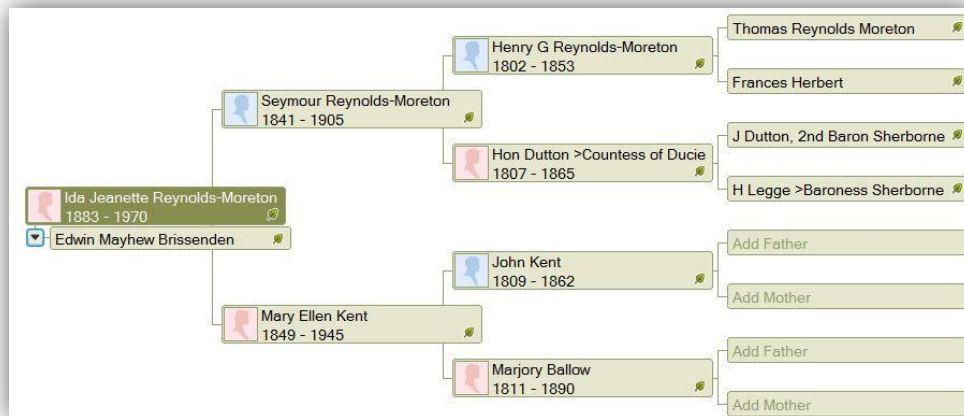 Thomas Reynolds Moreton
Henry G Reynolds-Moreton
1802 - 1853
Frances Herbert
Seymour Reynolds-Moreton
1841 - 1905
J Dutton, 2nd Baron Sherborne
Hon Dutton >Countess of Ducie
1807 - 1865
H Legge >Baroness Sherborne
Ida Jeanette Reynolds-Moreton
1883 - 1970
Edwin Mayhew Brissenden
Add Father
John Kent
1809 - 1862
Add Mother
Mary Ellen Kent
1849 - 1945
Add Father
Marjory Ballow
1811 - 1890
Add Mother